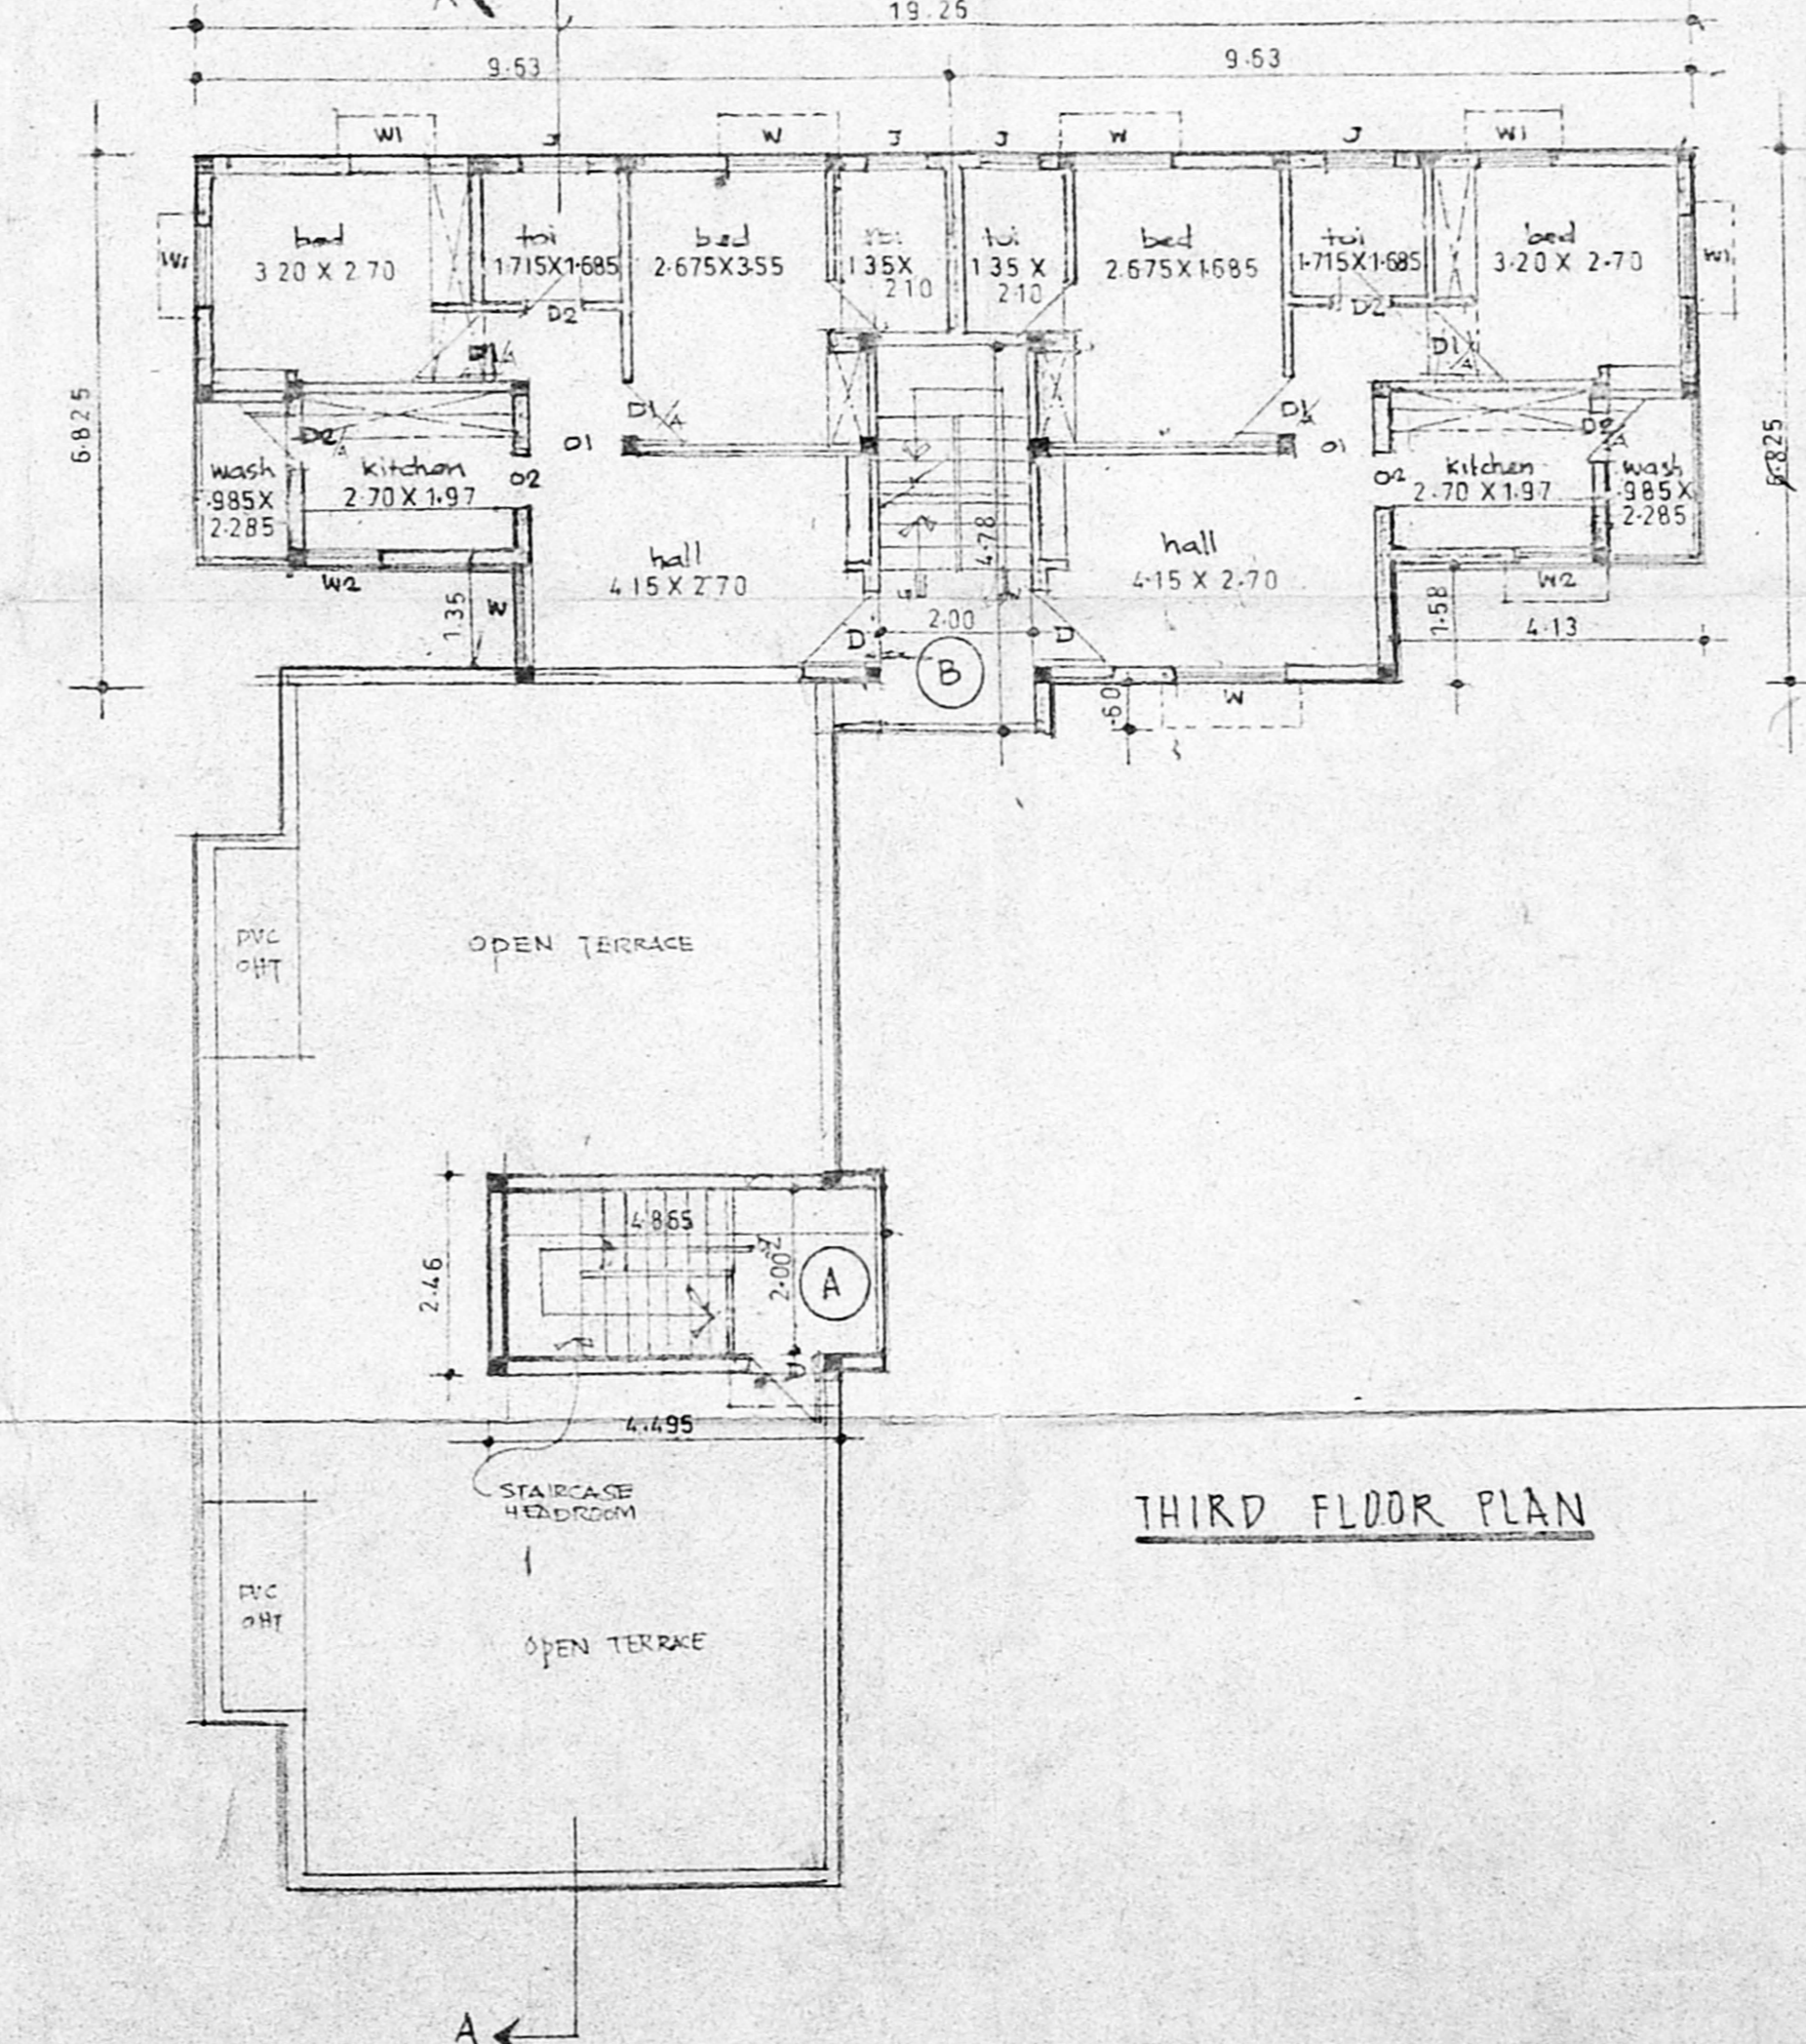 19.26
9.63
9.63
W1
J
W
J
J
W
J
W1
W1
bed
3.20 X 2.70
toi
1.715X1.685
bed
2.675X3.55
1.35X
2.10
toi
1.35 X
2.10
bed
2.675X1.685
toi
1.715X1.685
bed
3.20 X 2.70
W1
D2
D2
D1/A
D1/A
D1/A
D1/A
6.825
6.825
D2/A
D2/A
O1
O1
wash
.985X
2.285
kitchen
2.70 X 1.97
O2
O2
kitchen
2.70 X 1.97
wash
.985X
2.285
4.78
hall
4.15 X 2.70
hall
4.15 X 2.70
W2
1.35
W
W2
1.58
4.13
2.00
D
D
B
.60
W
PVC
OHT
OPEN TERRACE
4.865
2.46
2.00
A
D
4.495
STAIRCASE
HEADROOM
THIRD FLOOR PLAN
PVC
OHT
OPEN TERRACE
A